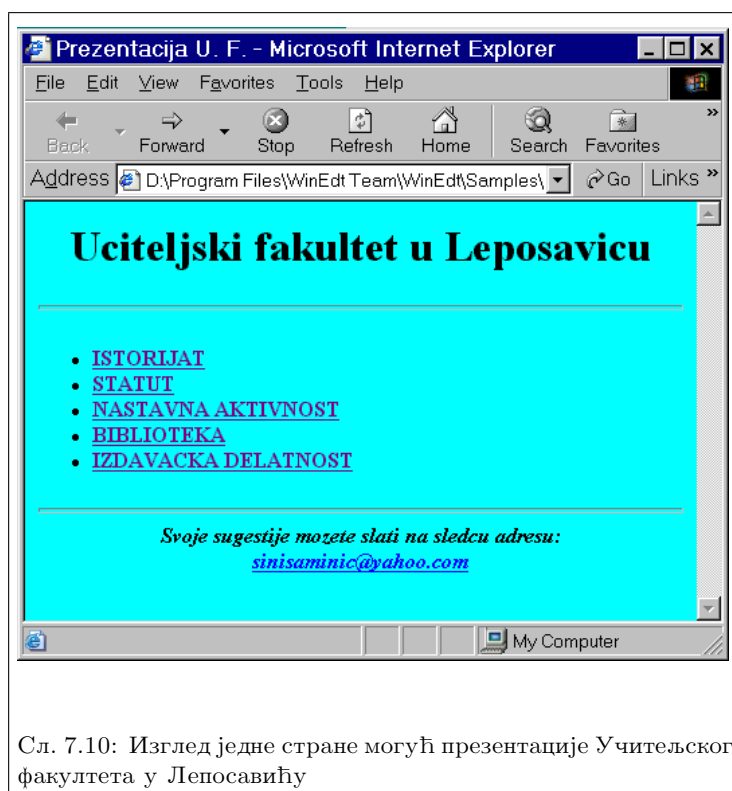 Prezentacija U. F. - Microsoft Internet Explorer
File Edit View Favorites Tools Help
Back Forward Stop Refresh Home Search Favorites »
Address D:\Program Files\WinEdt Team\WinEdt\Samples\ Go Links »
Uciteljski fakultet u Leposavicu
• ISTORIJAT
• STATUT
• NASTAVNA AKTIVNOST
• BIBLIOTEKA
• IZDAVACKA DELATNOST
Svoje sugestije mozete slati na sledcu adresu:
sinisaminic@yahoo.com
My Computer
Сл. 7.10: Изглед једне стране могућ презентације Учитељског
факултета у Лепосавићу